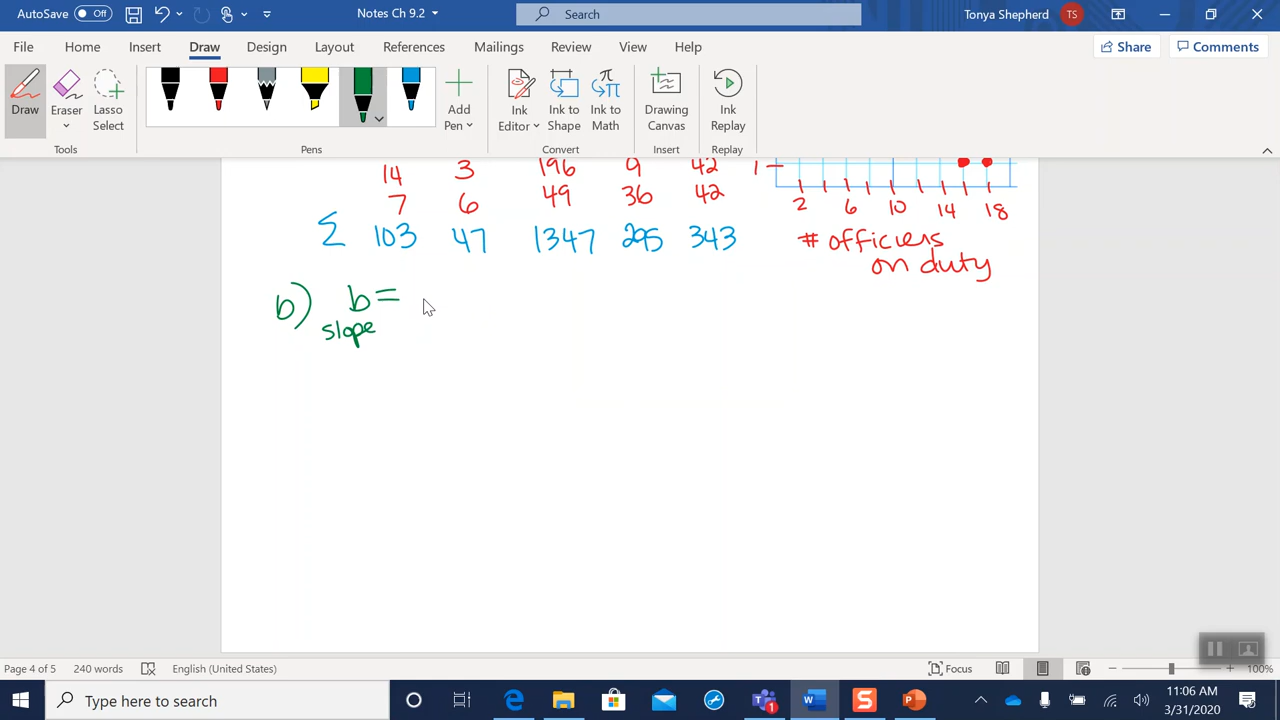 AutoSave Off Notes Ch 9.2 Search Tonya Shepherd TS
File Home Insert Draw Design Layout References Mailings Review View Help Share Comments
Draw Eraser Lasso Select Add Pen Ink Editor Ink to Shape Ink to Math Drawing Canvas Ink Replay
Tools Pens Convert Insert Replay
14 3 196 9 42 1
7 6 49 36 42 2 6 10 14 18
Σ 103 47 1347 295 343 # officiers
on duty
b) b=
slope
Page 4 of 5 240 words English (United States) Focus 100%
Type here to search 1 11:06 AM
3/31/2020